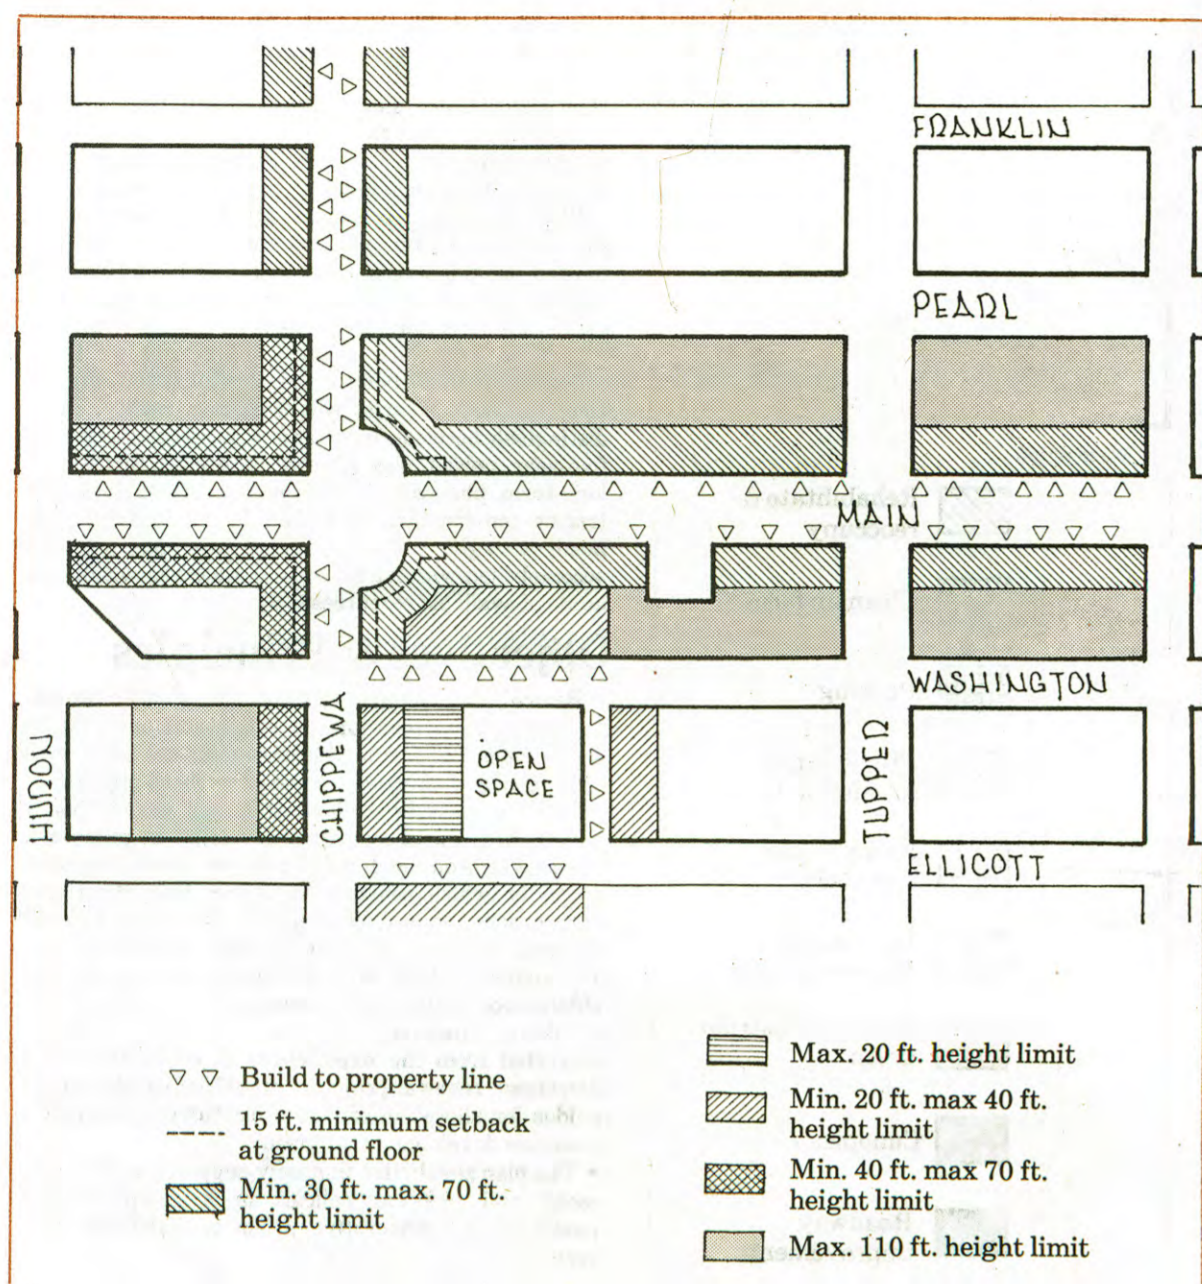 FRANKLIN
PEARL
MAIN
WASHINGTON
HURON
CHIPPEWA
OPEN
SPACE
TUPPER
ELLICOTT
Build to property line
15 ft. minimum setback
at ground floor
Min. 30 ft. max. 70 ft.
height limit
Max. 20 ft. height limit
Min. 20 ft. max 40 ft.
height limit
Min. 40 ft. max 70 ft.
height limit
Max. 110 ft. height limit